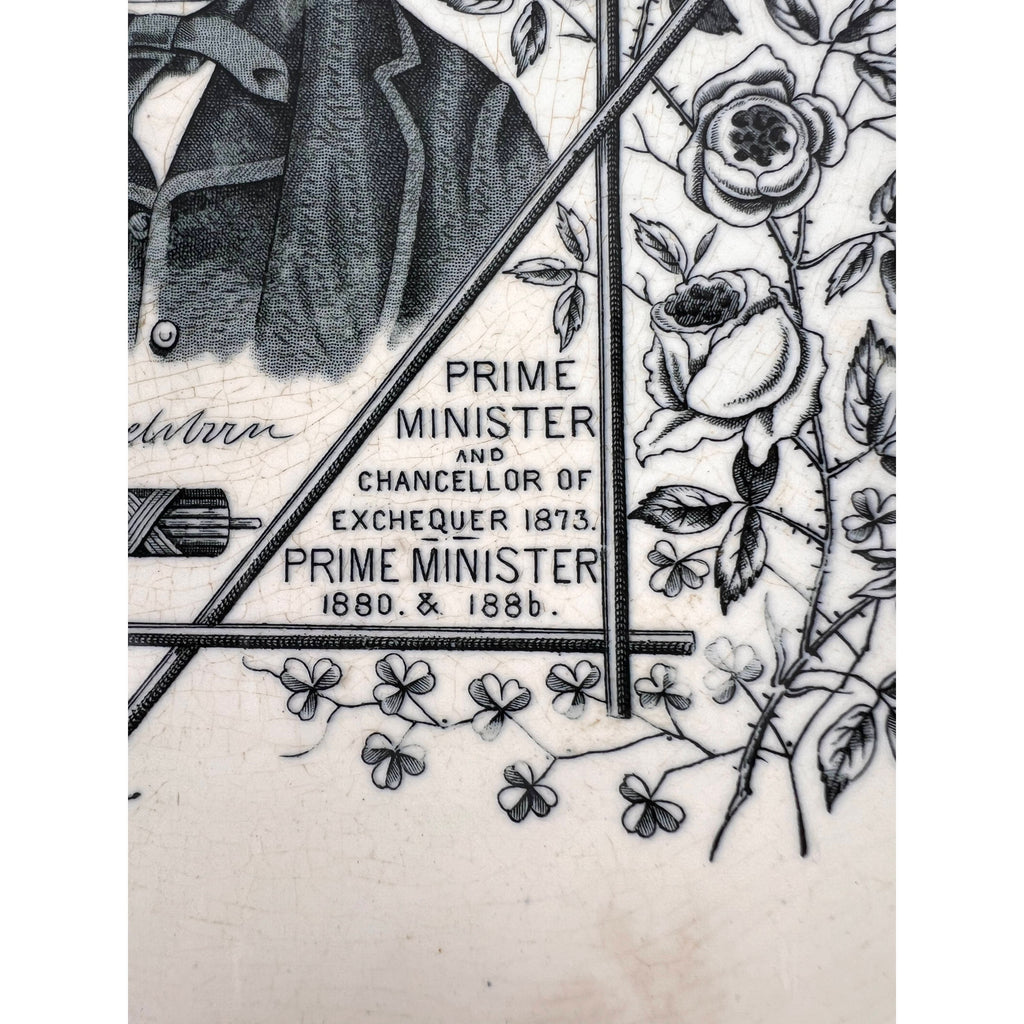 PRIME
MINISTER
AND
CHANCELLOR OF
EXCHEQUER 1873.
PRIME MINISTER
1880. & 1886.